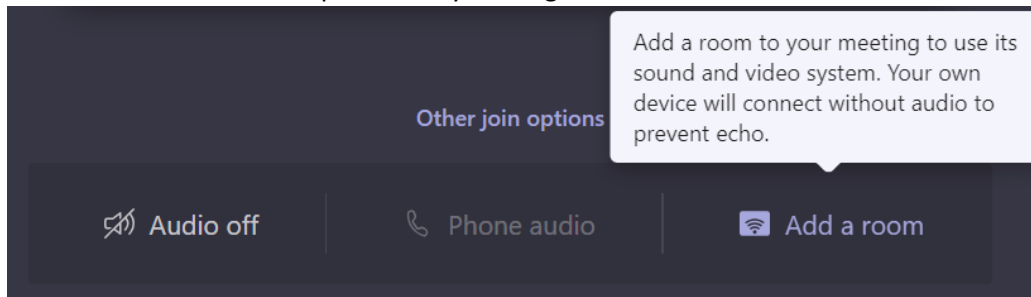 Add a room to your meeting to use its
sound and video system. Your own
device will connect without audio to
prevent echo.
Other join options
Audio off
Phone audio
Add a room